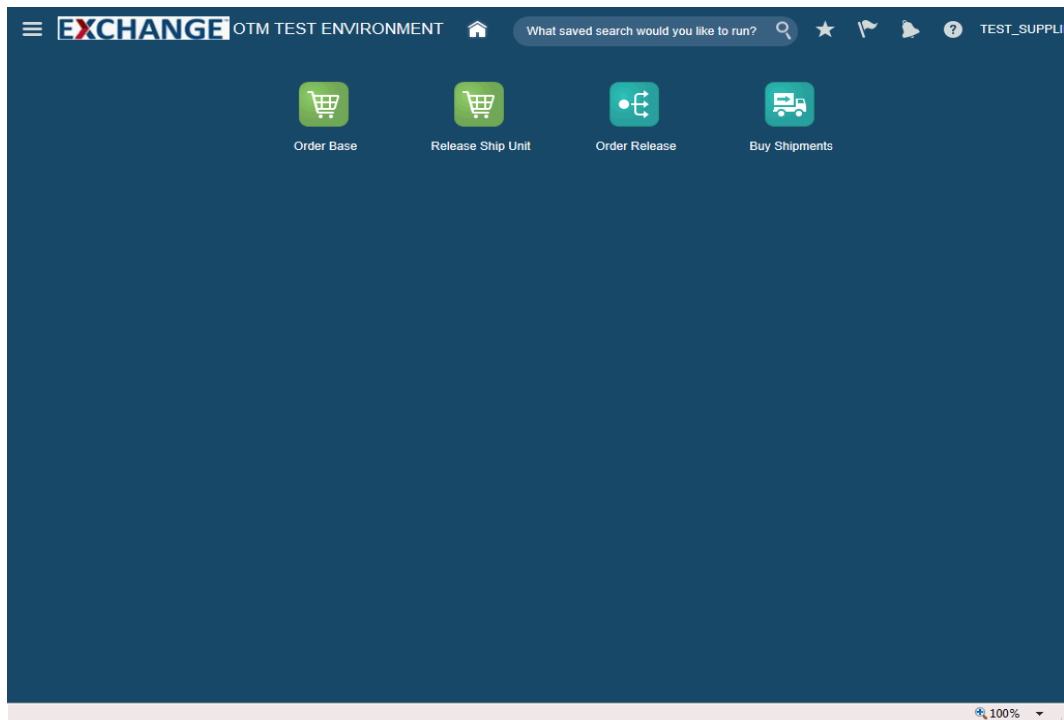 EXCHANGE OTM TEST ENVIRONMENT What saved search would you like to run? ? TEST_SUPPLI
Order Base Release Ship Unit Order Release Buy Shipments
100%